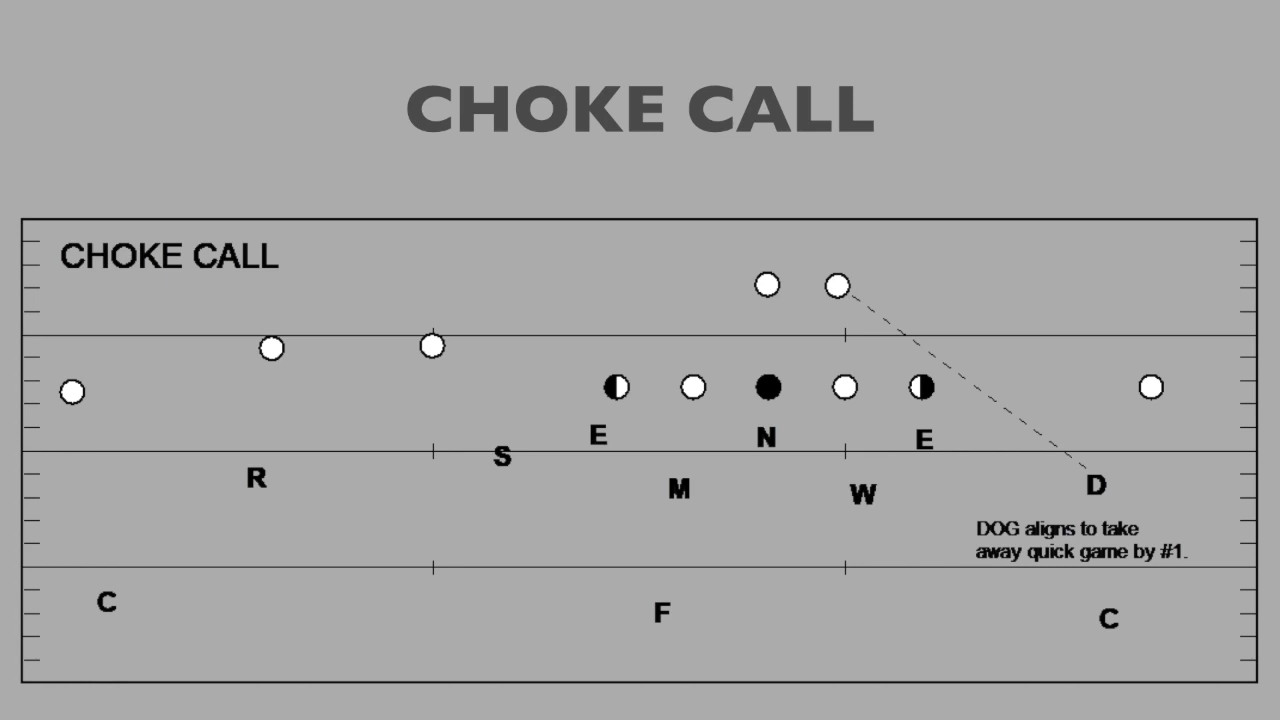 CHOKE CALL
CHOKE CALL
E
N
E
S
R
M
W
D
DOG aligns to take
away quick game by #1.
C
F
C